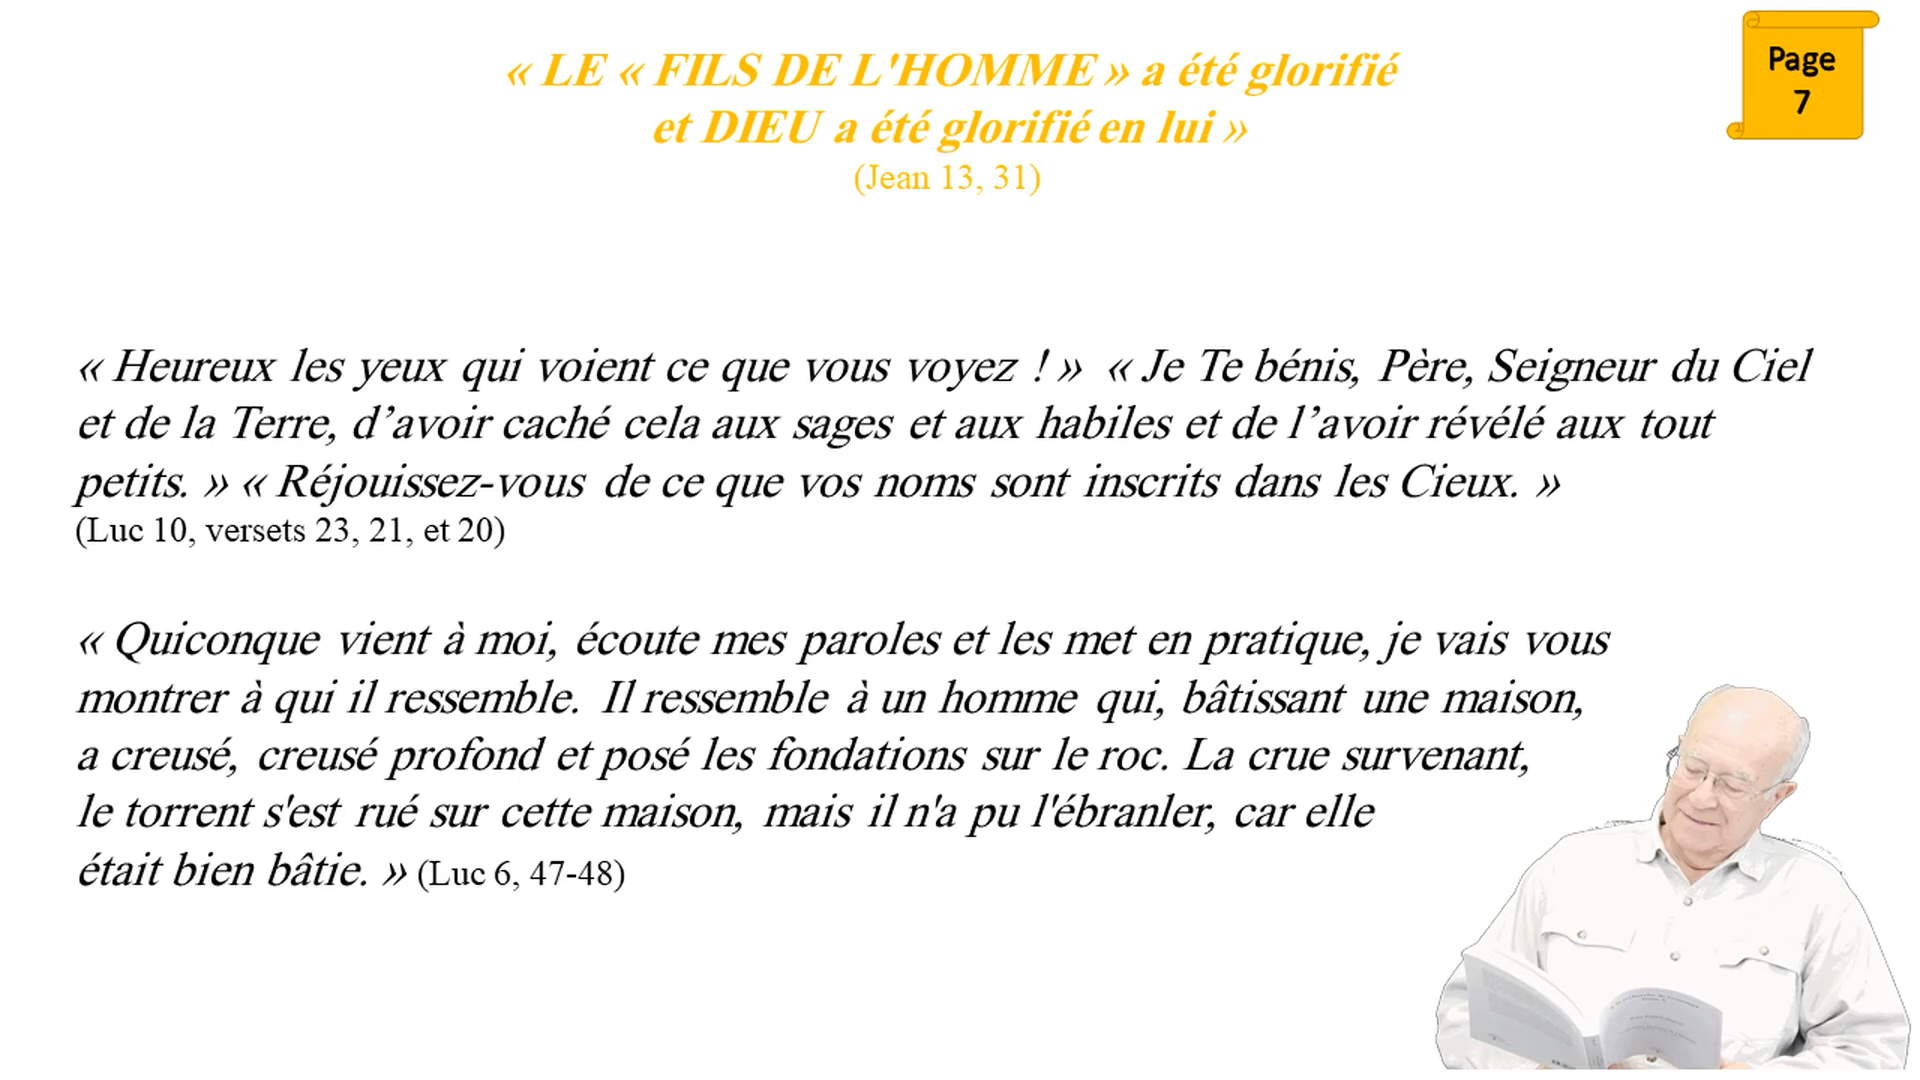 « LE « FILS DE L'HOMME » a été glorifié
et DIEU a été glorifié en lui »
(Jean 13, 31)
Page
7
« Heureux les yeux qui voient ce que vous voyez ! » « Je Te bénis, Père, Seigneur du Ciel
et de la Terre, d’avoir caché cela aux sages et aux habiles et de l’avoir révélé aux tout
petits. » « Réjouissez-vous de ce que vos noms sont inscrits dans les Cieux. »
(Luc 10, versets 23, 21, et 20)
« Quiconque vient à moi, écoute mes paroles et les met en pratique, je vais vous
montrer à qui il ressemble. Il ressemble à un homme qui, bâtissant une maison,
a creusé, creusé profond et posé les fondations sur le roc. La crue survenant,
le torrent s'est rué sur cette maison, mais il n'a pu l'ébranler, car elle
était bien bâtie. » (Luc 6, 47-48)